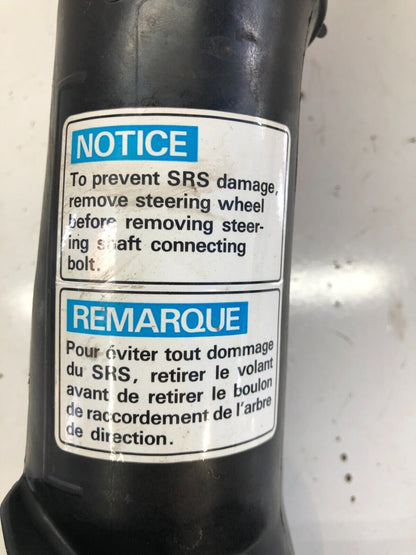 NOTICE
To prevent SRS damage,
remove steering wheel
before removing steer-
ing shaft connecting
bolt.
REMARQUE
Pour éviter tout dommage
du SRS, retirer le volant
avant de retirer le boulon
de raccordement de l'arbre
de direction.